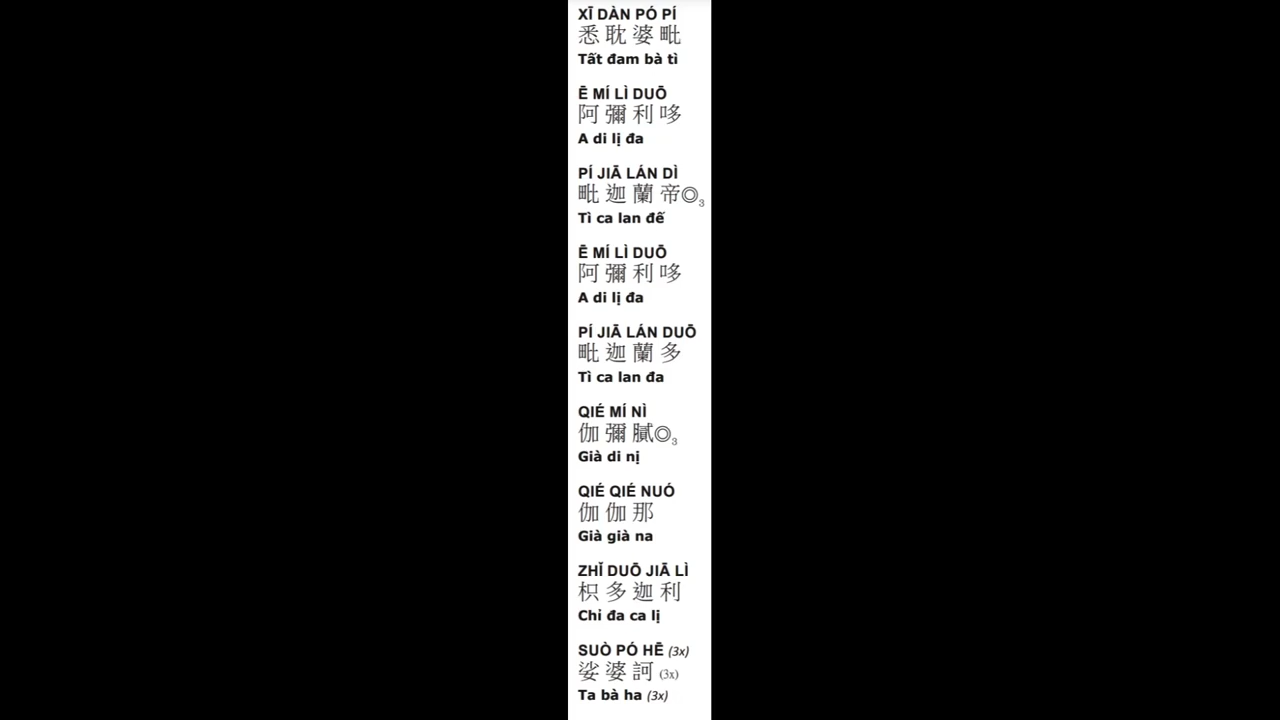 XĪ DÀN PÓ PÍ
悉 耽 婆 毗
Tất đam bà tì
Ē MÍ LÌ DUŌ
阿 彌 利 哆
A di lị đa
PÍ JIĀ LÁN DÌ
毗 迦 蘭 帝◎3
Tì ca lan đế
Ē MÍ LÌ DUŌ
阿 彌 利 哆
A di lị đa
PÍ JIĀ LÁN DUŌ
毗 迦 蘭 多
Tì ca lan đa
QIÉ MÍ NÌ
伽 彌 膩◎3
Già di nị
QIÉ QIÉ NUÓ
伽 伽 那
Già già na
ZHǏ DUŌ JIĀ LÌ
枳 多 迦 利
Chỉ đa ca lị
SUÒ PÓ HĒ (3x)
娑 婆 訶 (3x)
Ta bà ha (3x)